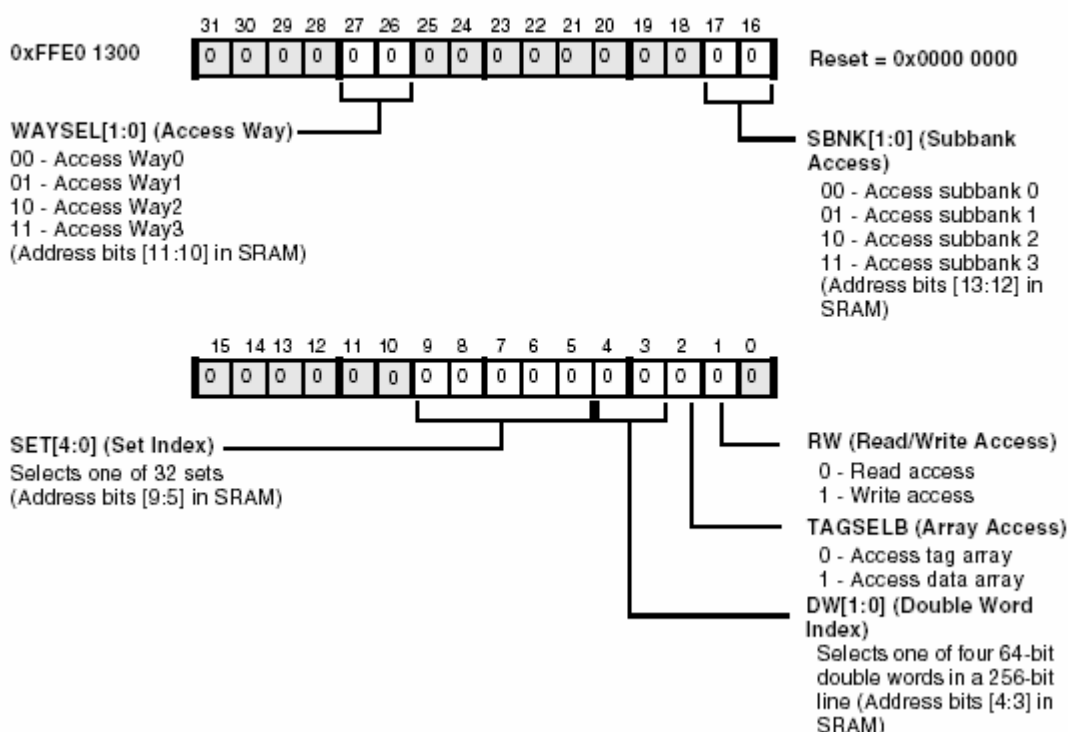 31 30 29 28 27 26 25 24 23 22 21 20 19 18 17 16
0xFFE0 1300
0 0 0 0 0 0 0 0 0 0 0 0 0 0 0 0
Reset = 0x0000 0000
WAYSEL[1:0] (Access Way)
00 - Access Way0
01 - Access Way1
10 - Access Way2
11 - Access Way3
(Address bits [11:10] in SRAM)
SBNK[1:0] (Subbank
Access)
00 - Access subbank 0
01 - Access subbank 1
10 - Access subbank 2
11 - Access subbank 3
(Address bits [13:12] in
SRAM)
15 14 13 12 11 10 9 8 7 6 5 4 3 2 1 0
0 0 0 0 0 0 0 0 0 0 0 0 0 0 0 0
SET[4:0] (Set Index)
Selects one of 32 sets
(Address bits [9:5] in SRAM)
RW (Read/Write Access)
0 - Read access
1 - Write access
TAGSELB (Array Access)
0 - Access tag array
1 - Access data array
DW[1:0] (Double Word
Index)
Selects one of four 64-bit
double words in a 256-bit
line (Address bits [4:3] in
SRAM)